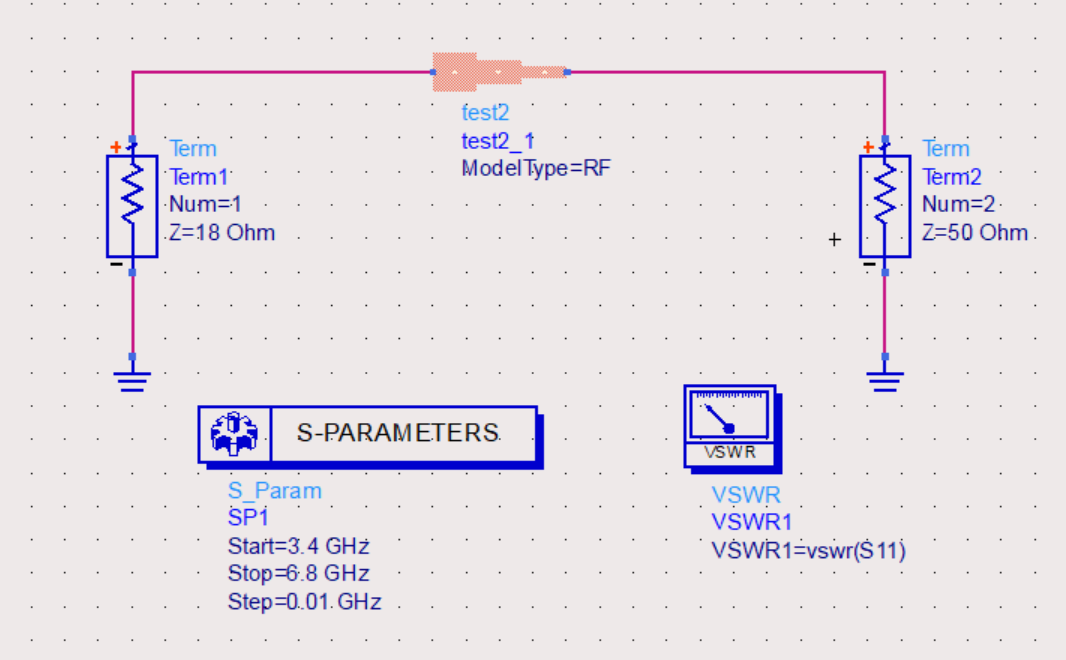 test2
test2_1
ModelType=RF
+
Term
Term1
Num=1
Z=18 Ohm
−
+
Term
Term2
Num=2
Z=50 Ohm
−
S-PARAMETERS
S_Param
SP1
Start=3.4 GHz
Stop=6.8 GHz
Step=0.01 GHz
VSWR
VSWR
VSWR1
VSWR1=vswr(S11)